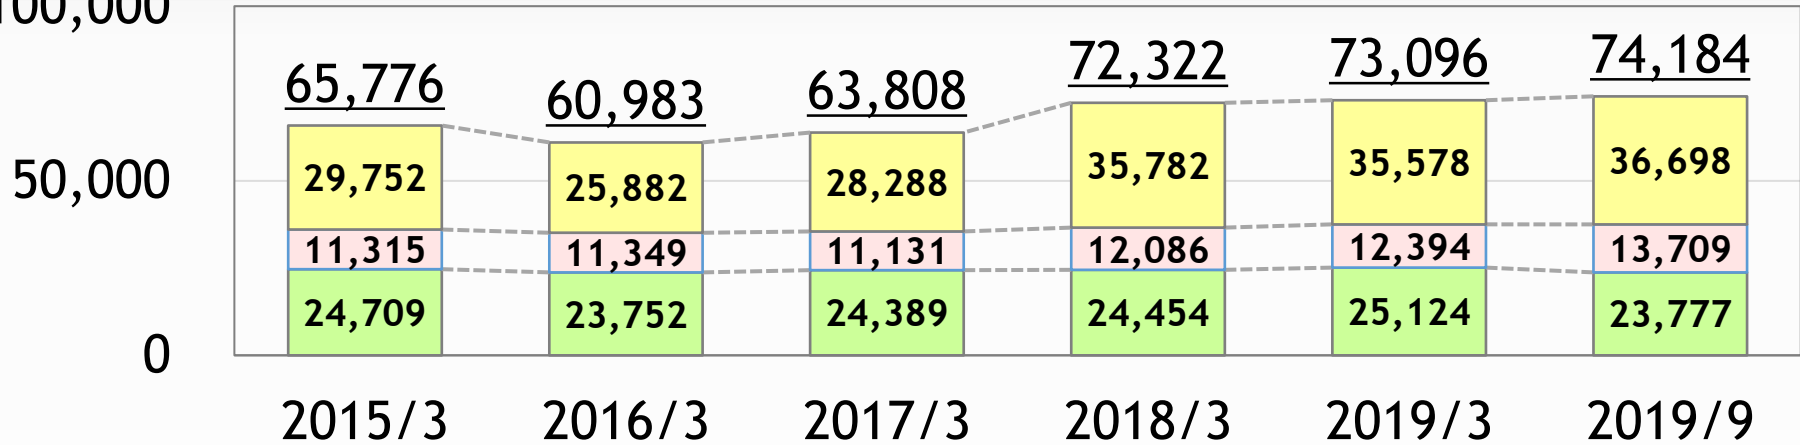 100,000
65,776 60,983 63,808 72,322 73,096 74,184
50,000
29,752 25,882 28,288 35,782 35,578 36,698
11,315 11,349 11,131 12,086 12,394 13,709
24,709 23,752 24,389 24,454 25,124 23,777
0
2015/3 2016/3 2017/3 2018/3 2019/3 2019/9